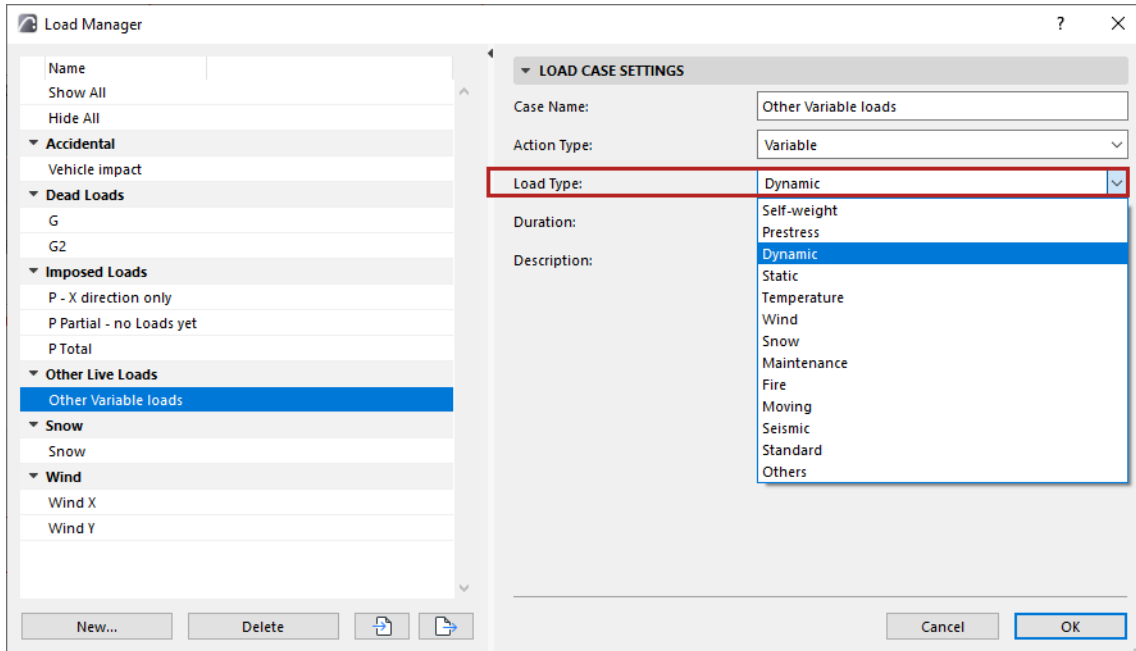 Load Manager
?
Name
Show All
Hide All
Accidental
Vehicle impact
Dead Loads
G
G2
Imposed Loads
P - X direction only
P Partial - no Loads yet
P Total
Other Live Loads
Other Variable loads
Snow
Snow
Wind
Wind X
Wind Y
New...
Delete
LOAD CASE SETTINGS
Case Name: Other Variable loads
Action Type: Variable
Load Type: Dynamic
Duration:
Description:
Self-weight
Prestress
Dynamic
Static
Temperature
Wind
Snow
Maintenance
Fire
Moving
Seismic
Standard
Others
Cancel
OK